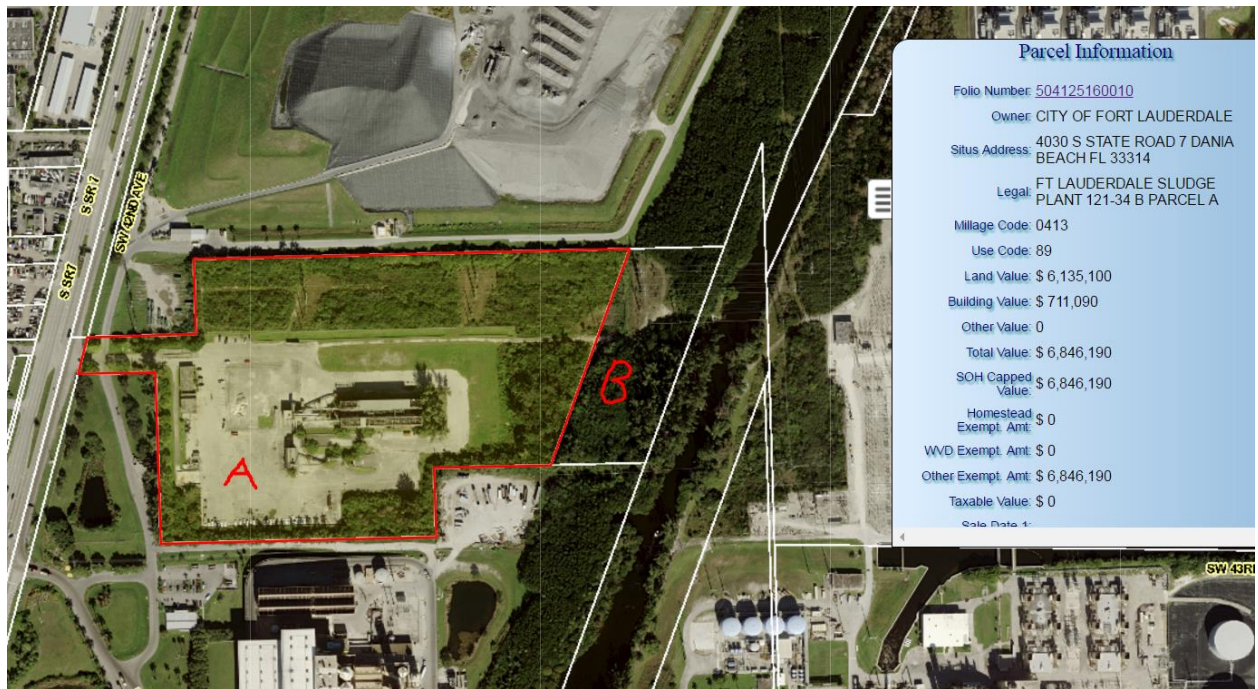 S SR 7
SW 42ND AVE
S SR7
A
B
Parcel Information
Folio Number: 504125160010
Owner: CITY OF FORT LAUDERDALE
Situs Address: 4030 S STATE ROAD 7 DANIA
BEACH FL 33314
Legal: FT LAUDERDALE SLUDGE
PLANT 121-34 B PARCEL A
Millage Code: 0413
Use Code: 89
Land Value: $ 6,135,100
Building Value: $ 711,090
Other Value: 0
Total Value: $ 6,846,190
SOH Capped
Value: $ 6,846,190
Homestead
Exempt. Amt: $ 0
WVD Exempt. Amt: $ 0
Other Exempt. Amt: $ 6,846,190
Taxable Value: $ 0
Sale Date 1:
SW 43R